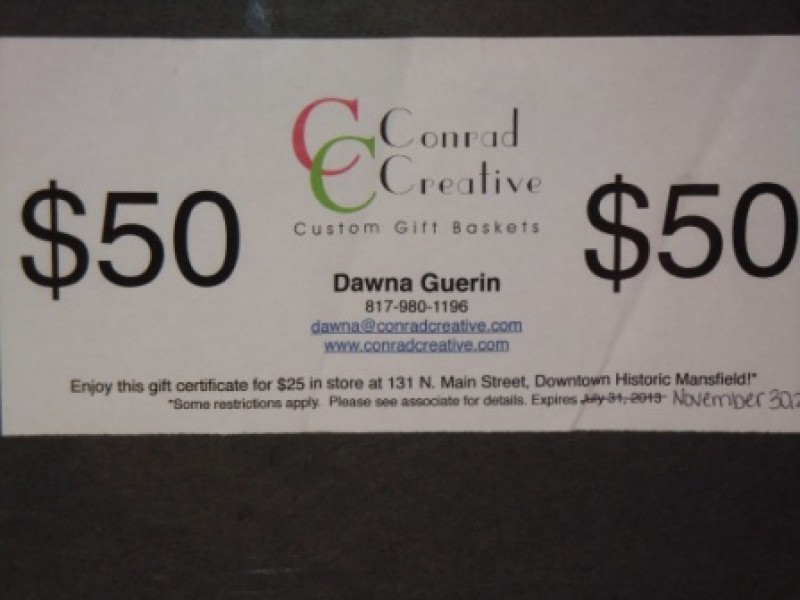 CC Conrad
Creative
Custom Gift Baskets
$50
$50
Dawna Guerin
817-980-1196
dawna@conradcreative.com
www.conradcreative.com
Enjoy this gift certificate for $25 in store at 131 N. Main Street, Downtown Historic Mansfield!*
*Some restrictions apply. Please see associate for details. Expires July 31, 2013 November 30, 2